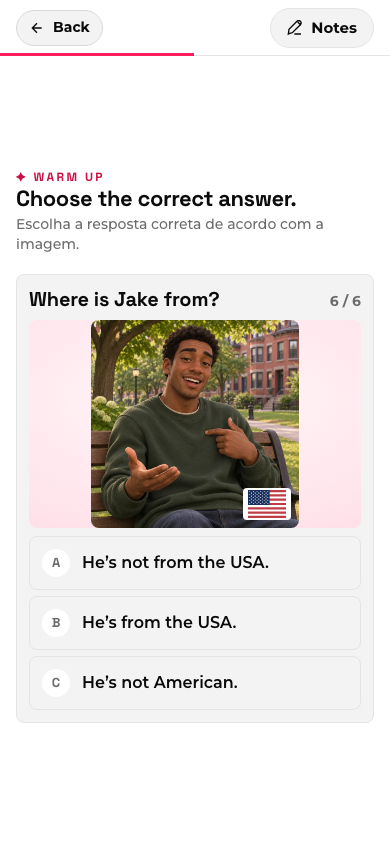 Back
Notes
WARM UP
Choose the correct answer.
Escolha a resposta correta de acordo com a
imagem.
Where is Jake from?
6 / 6
A
He’s not from the USA.
B
He’s from the USA.
C
He’s not American.